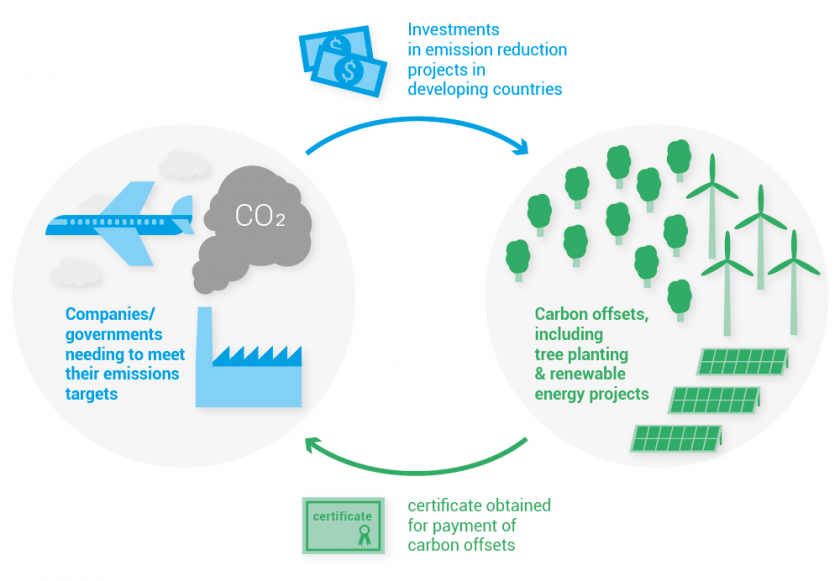 Investments
in emission reduction
projects in
developing countries
$
$
CO₂
Companies/
governments
needing to meet
their emissions
targets
Carbon offsets,
including
tree planting
& renewable
energy projects
certificate
certificate obtained
for payment of
carbon offsets